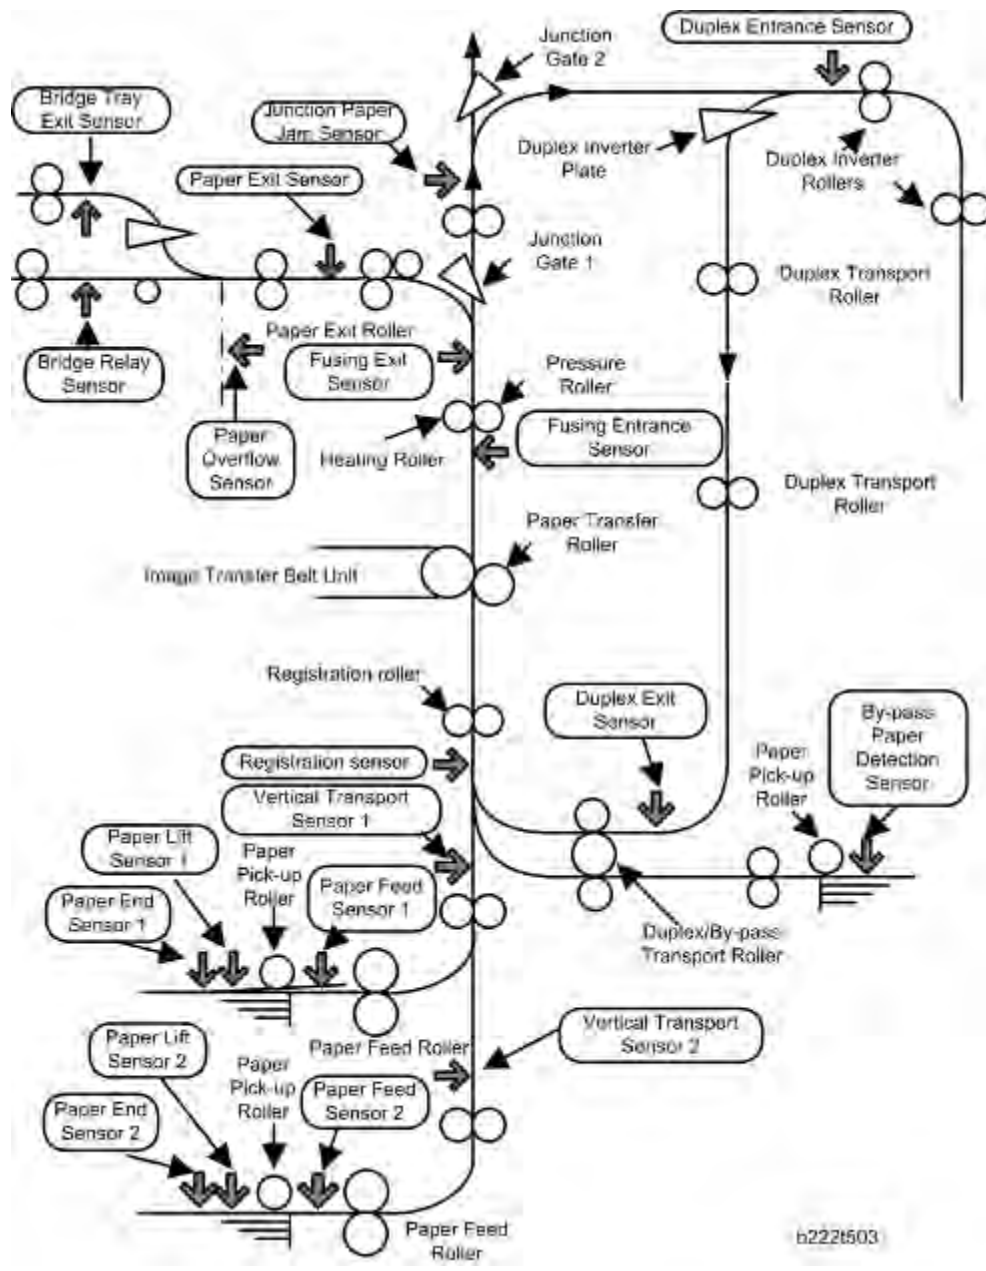 Duplex Entrance Sensor
Junction
Gate 2
Bridge Tray
Exit Sensor
Junction Paper
Jam Sensor
Duplex Inverter
Plate
Duplex Inverter
Rollers
Paper Exit Sensor
Junction
Gate 1
Duplex Transport
Roller
Paper Exit Roller
Bridge Relay
Sensor
Fusing Exit
Sensor
Pressure
Roller
Paper
Overflow
Sensor
Heating Roller
Fusing Entrance
Sensor
Duplex Transport
Roller
Paper Transfer
Roller
Image Transfer Belt Unit
Registration roller
Duplex Exit
Sensor
By-pass
Paper
Detection
Sensor
Paper
Pick-up
Roller
Registration sensor
Vertical Transport
Sensor 1
Paper Lift
Sensor 1
Paper
Pick-up
Roller
Paper Feed
Sensor 1
Paper End
Sensor 1
Duplex/By-pass
Transport Roller
Vertical Transport
Sensor 2
Paper Lift
Sensor 2
Paper Feed Roller
Paper
Pick-up
Roller
Paper Feed
Sensor 2
Paper End
Sensor 2
Paper Feed
Roller
b222t503